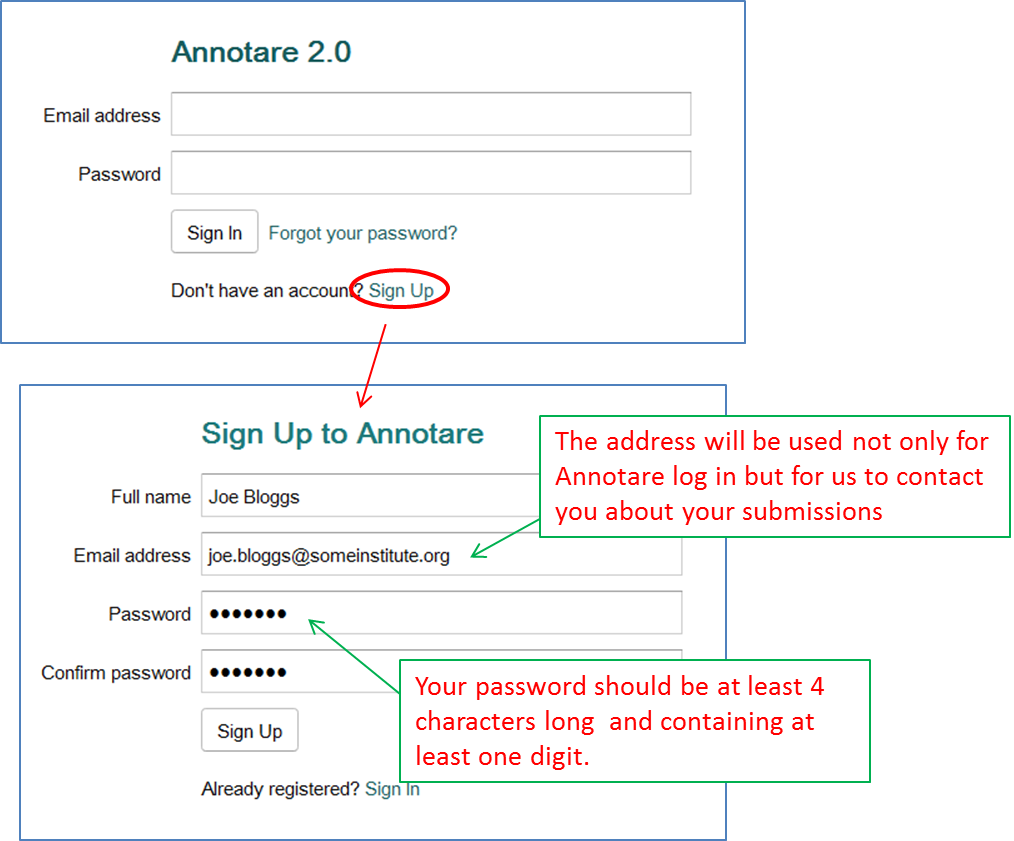 Annotare 2.0
Email address
Password
Sign In Forgot your password?
Don't have an account? Sign Up
Sign Up to Annotare
The address will be used not only for
Annotare log in but for us to contact
you about your submissions
Full name Joe Bloggs
Email address joe.bloggs@someinstitute.org
Password •••••••
Confirm password •••••••
Your password should be at least 4
characters long and containing at
least one digit.
Sign Up
Already registered? Sign In